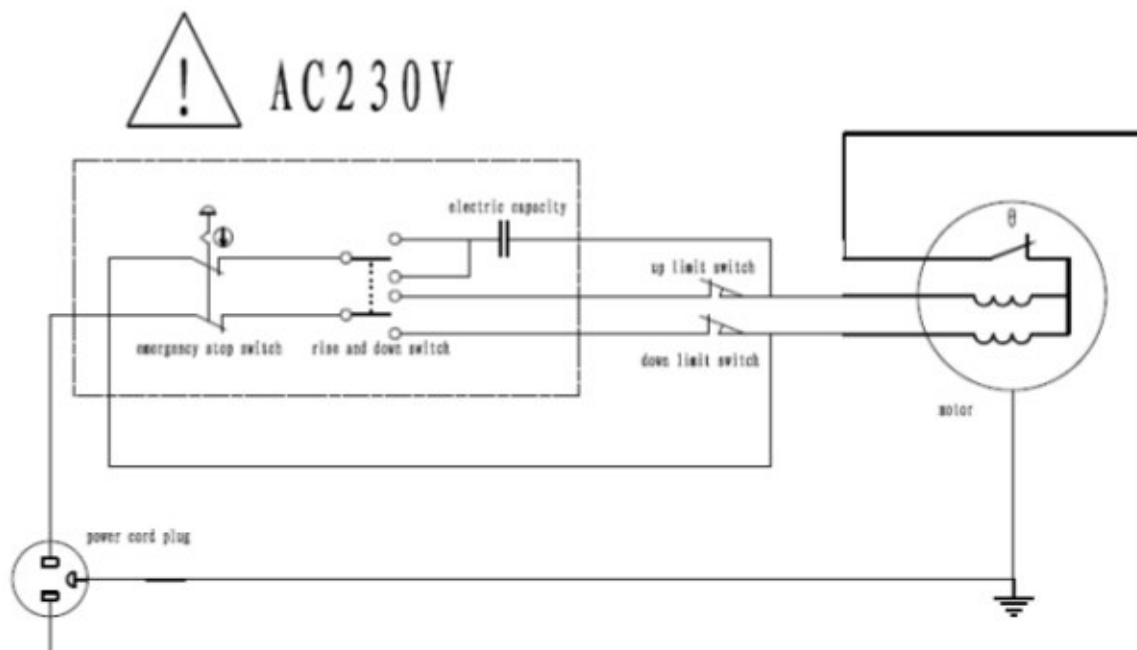 !
AC230V
electric capacity
up limit switch
emergency stop switch
rise and down switch
down limit switch
motor
power cord plug